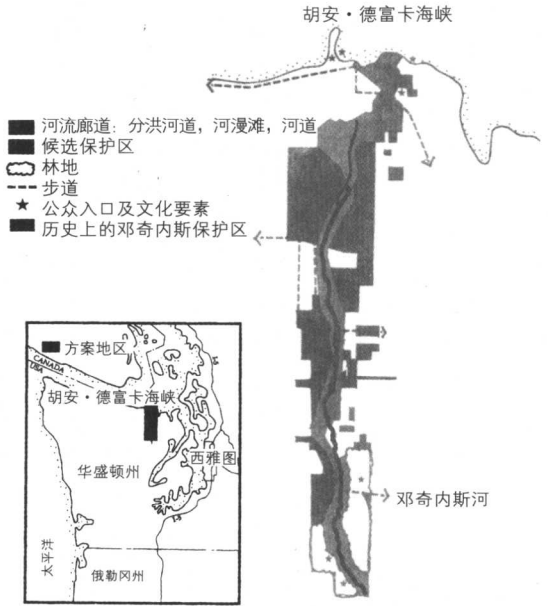 胡安·德富卡海峡
河流廊道：分洪河道，河漫滩，河道
候选保护区
林地
步道
公众入口及文化要素
历史上的邓奇内斯保护区
方案地区
CANADA
USA
胡安·德富卡海峡
西雅图
华盛顿州
太平洋
俄勒冈州
邓奇内斯河